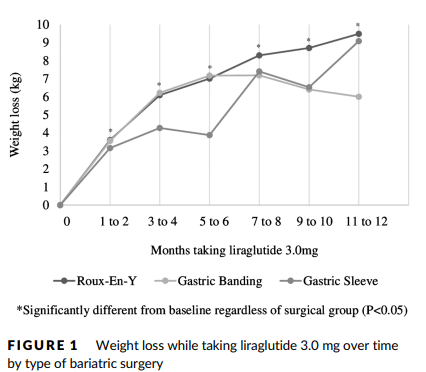 10
9
8
7
6
5
4
3
2
1
0
Weight loss (kg)
* * * * * *
0 1 to 2 3 to 4 5 to 6 7 to 8 9 to 10 11 to 12
Months taking liraglutide 3.0mg
Roux-En-Y Gastric Banding Gastric Sleeve
*Significantly different from baseline regardless of surgical group (P<0.05)
FIGURE 1 Weight loss while taking liraglutide 3.0 mg over time
by type of bariatric surgery